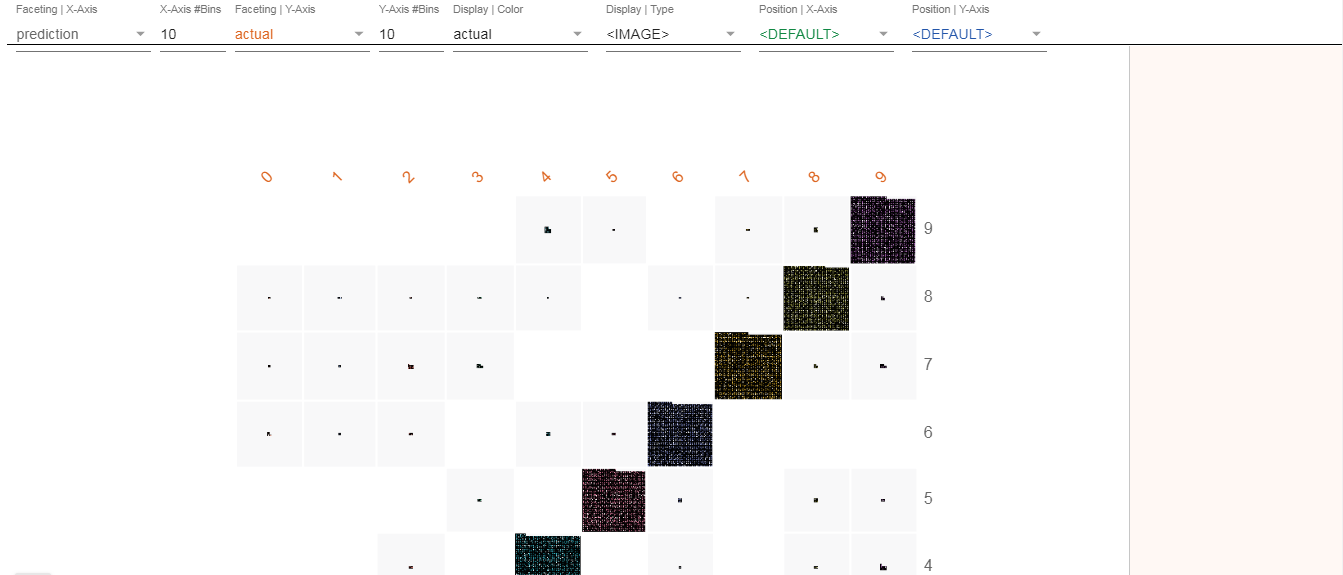 Faceting | X-Axis X-Axis #Bins Faceting | Y-Axis Y-Axis #Bins Display | Color Display | Type Position | X-Axis Position | Y-Axis
prediction 10 actual 10 actual <IMAGE> <DEFAULT> <DEFAULT>
0 1 2 3 4 5 6 7 8 9
9
8
7
6
5
4